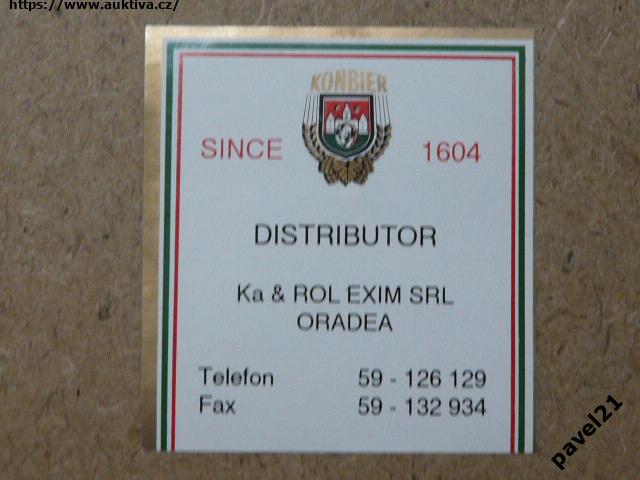 https://www.auktiva.cz/
KONBIER
SINCE 1604
DISTRIBUTOR
Ka & ROL EXIM SRL
ORADEA
Telefon 59 - 126 129
Fax 59 - 132 934
pavel21